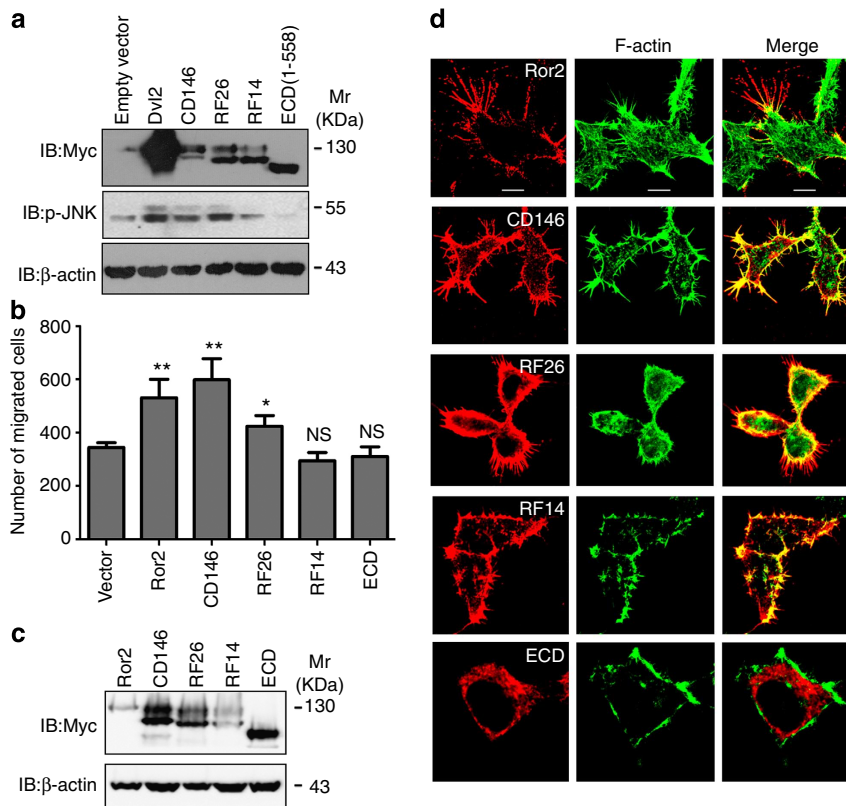 a
Empty vector
Dvl2
CD146
RF26
RF14
ECD(1-558)
Mr
(KDa)
IB:Myc
130
IB:p-JNK
55
IB:β-actin
43
b
Number of migrated cells
800
600
400
200
0
**
**
*
NS
NS
Vector
Ror2
CD146
RF26
RF14
ECD
c
Ror2
CD146
RF26
RF14
ECD
Mr
(KDa)
IB:Myc
130
IB:β-actin
43
d
F-actin
Merge
Ror2
CD146
RF26
RF14
ECD